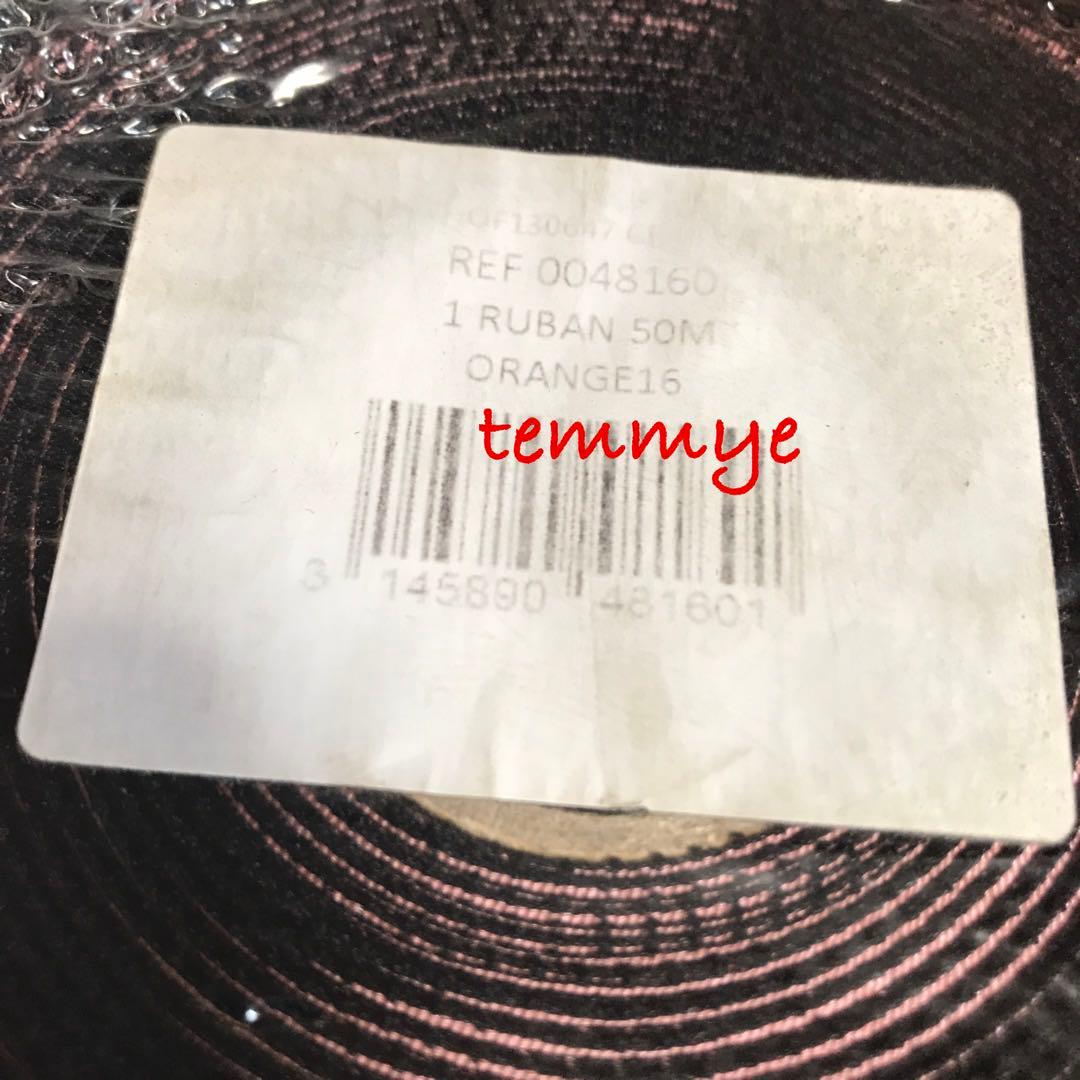 REF 0048160
1 RUBAN 50M
ORANGE16
temmye
3 145890 481601